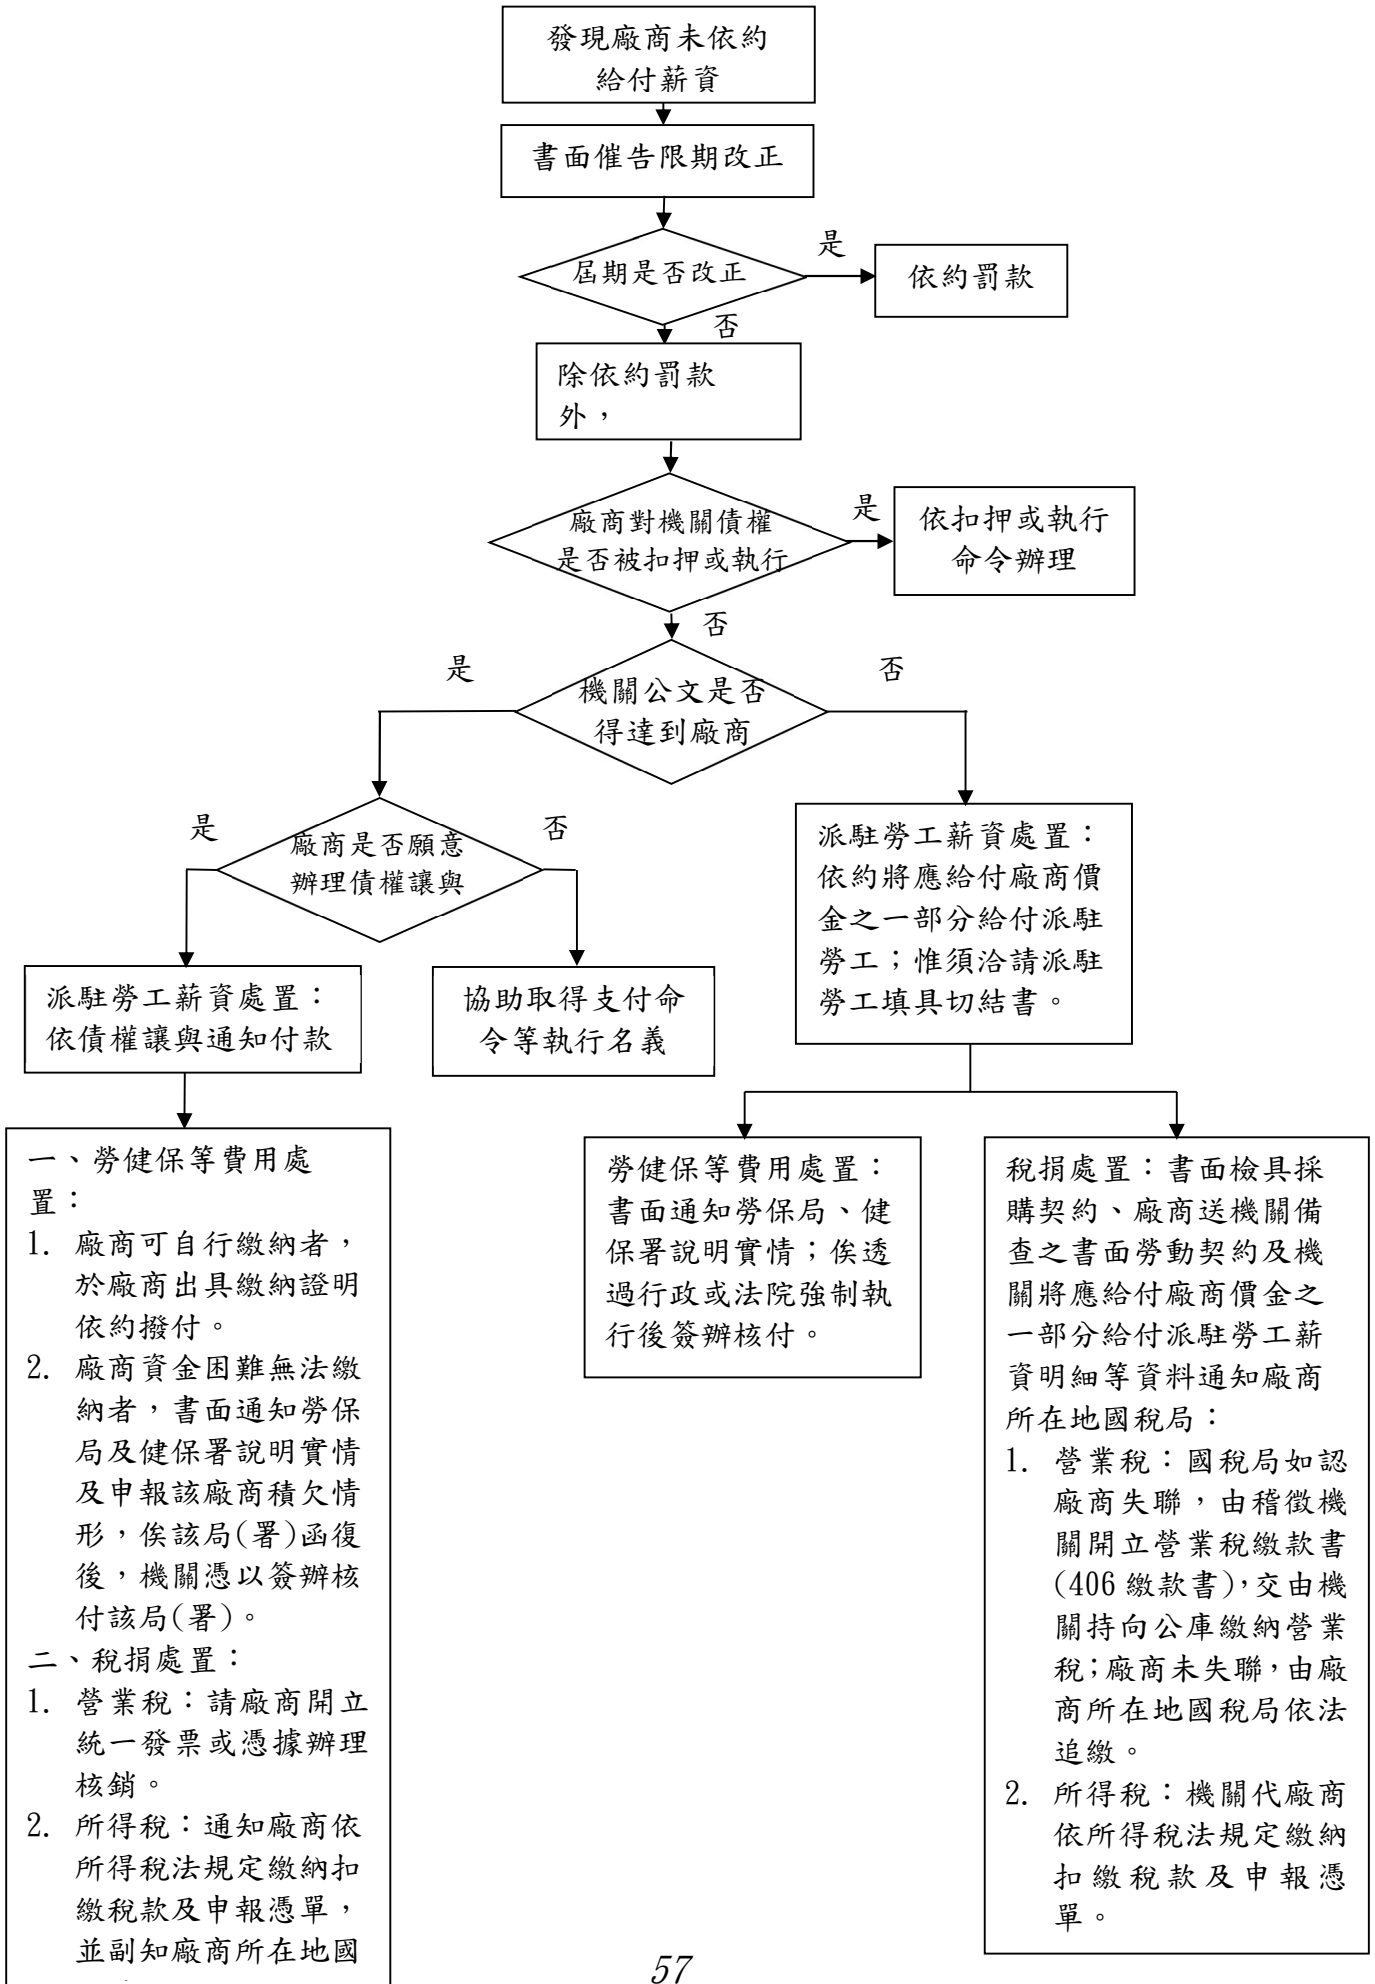 發現廠商未依約
給付薪資
書面催告限期改正
屆期是否改正
是
依約罰款
否
除依約罰款
外，
廠商對機關債權
是否被扣押或執行
是
依扣押或執行
命令辦理
否
機關公文是否
得達到廠商
是
否
廠商是否願意
辦理債權讓與
是
否
派駐勞工薪資處置：
依債權讓與通知付款
協助取得支付命
令等執行名義
派駐勞工薪資處置：
依約將應給付廠商價
金之一部分給付派駐
勞工；惟須洽請派駐
勞工填具切結書。
一、勞健保等費用處
置：
1. 廠商可自行繳納者，
於廠商出具繳納證明
依約撥付。
2. 廠商資金困難無法繳
納者，書面通知勞保
局及健保署說明實情
及申報該廠商積欠情
形，俟該局(署)函復
後，機關憑以簽辦核
付該局(署)。
二、稅捐處置：
1. 營業稅：請廠商開立
統一發票或憑據辦理
核銷。
2. 所得稅：通知廠商依
所得稅法規定繳納扣
繳稅款及申報憑單，
並副知廠商所在地國
勞健保等費用處置：
書面通知勞保局、健
保署說明實情；俟透
過行政或法院強制執
行後簽辦核付。
稅捐處置：書面檢具採
購契約、廠商送機關備
查之書面勞動契約及機
關將應給付廠商價金之
一部分給付派駐勞工薪
資明細等資料通知廠商
所在地國稅局：
1. 營業稅：國稅局如認
廠商失聯，由稽徵機
關開立營業稅繳款書
(406 繳款書)，交由機
關持向公庫繳納營業
稅；廠商未失聯，由廠
商所在地國稅局依法
追繳。
2. 所得稅：機關代廠商
依所得稅法規定繳納
扣繳稅款及申報憑
單。
57